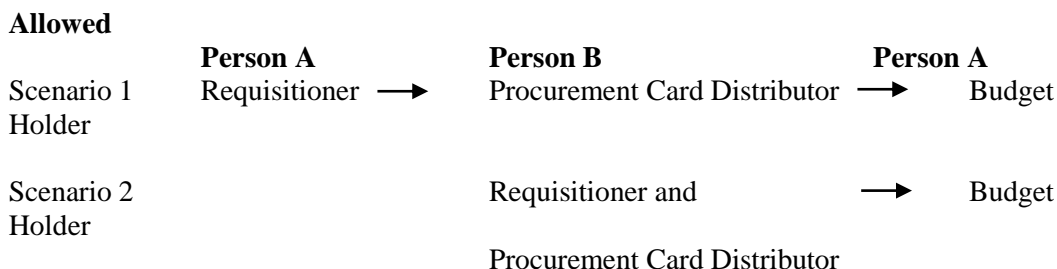 Allowed
Person A Person B Person A
Scenario 1 Requisitioner Procurement Card Distributor Budget
Holder
Scenario 2 Requisitioner and Budget
Holder
Procurement Card Distributor